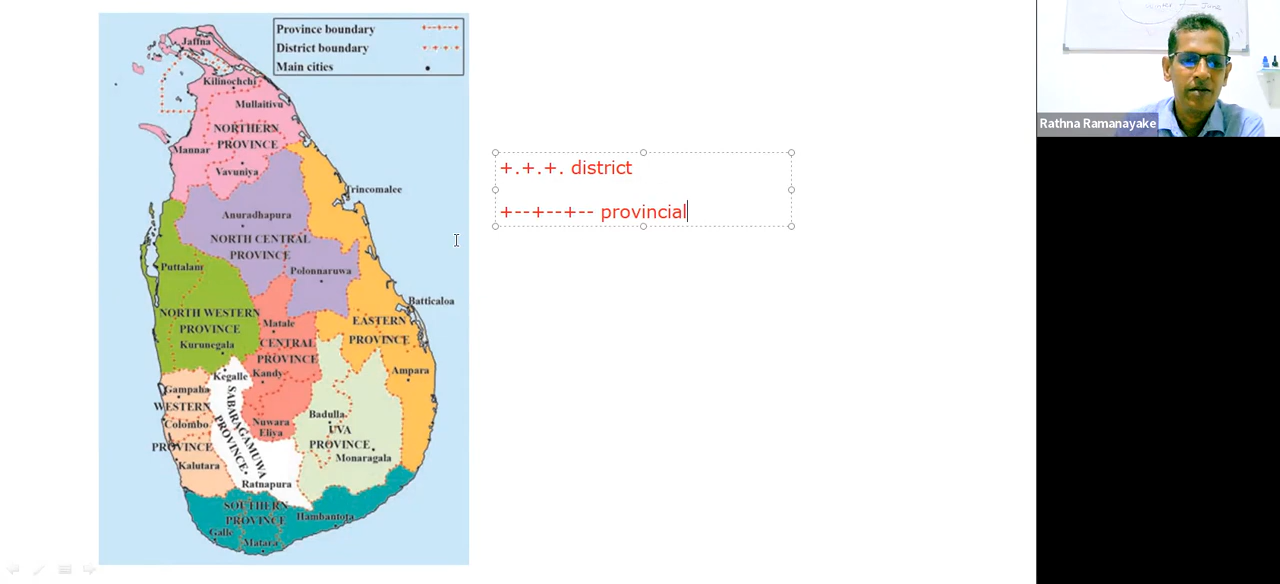 Province boundary
District boundary
Main cities
Jaffna
Kilinochchi
Mullaitivu
NORTHERN
PROVINCE
Mannar
Vavuniya
Trincomalee
Anuradhapura
NORTH CENTRAL
PROVINCE
Polonnaruwa
Puttalam
Batticaloa
NORTH WESTERN
PROVINCE
Kurunegala
Matale
CENTRAL
PROVINCE
Kandy
EASTERN
PROVINCE
Ampara
Kegalle
Gampaha
WESTERN
Colombo
PROVINCE
Kalutara
SABARAGAMUWA
PROVINCE
Nuwara
Eliya
Badulla
UVA
PROVINCE
Monaragala
Ratnapura
SOUTHERN
PROVINCE
Hambantota
Galle
Matara
+.+.+. district
+--+--+-- provincial
Rathna Ramanayake
June